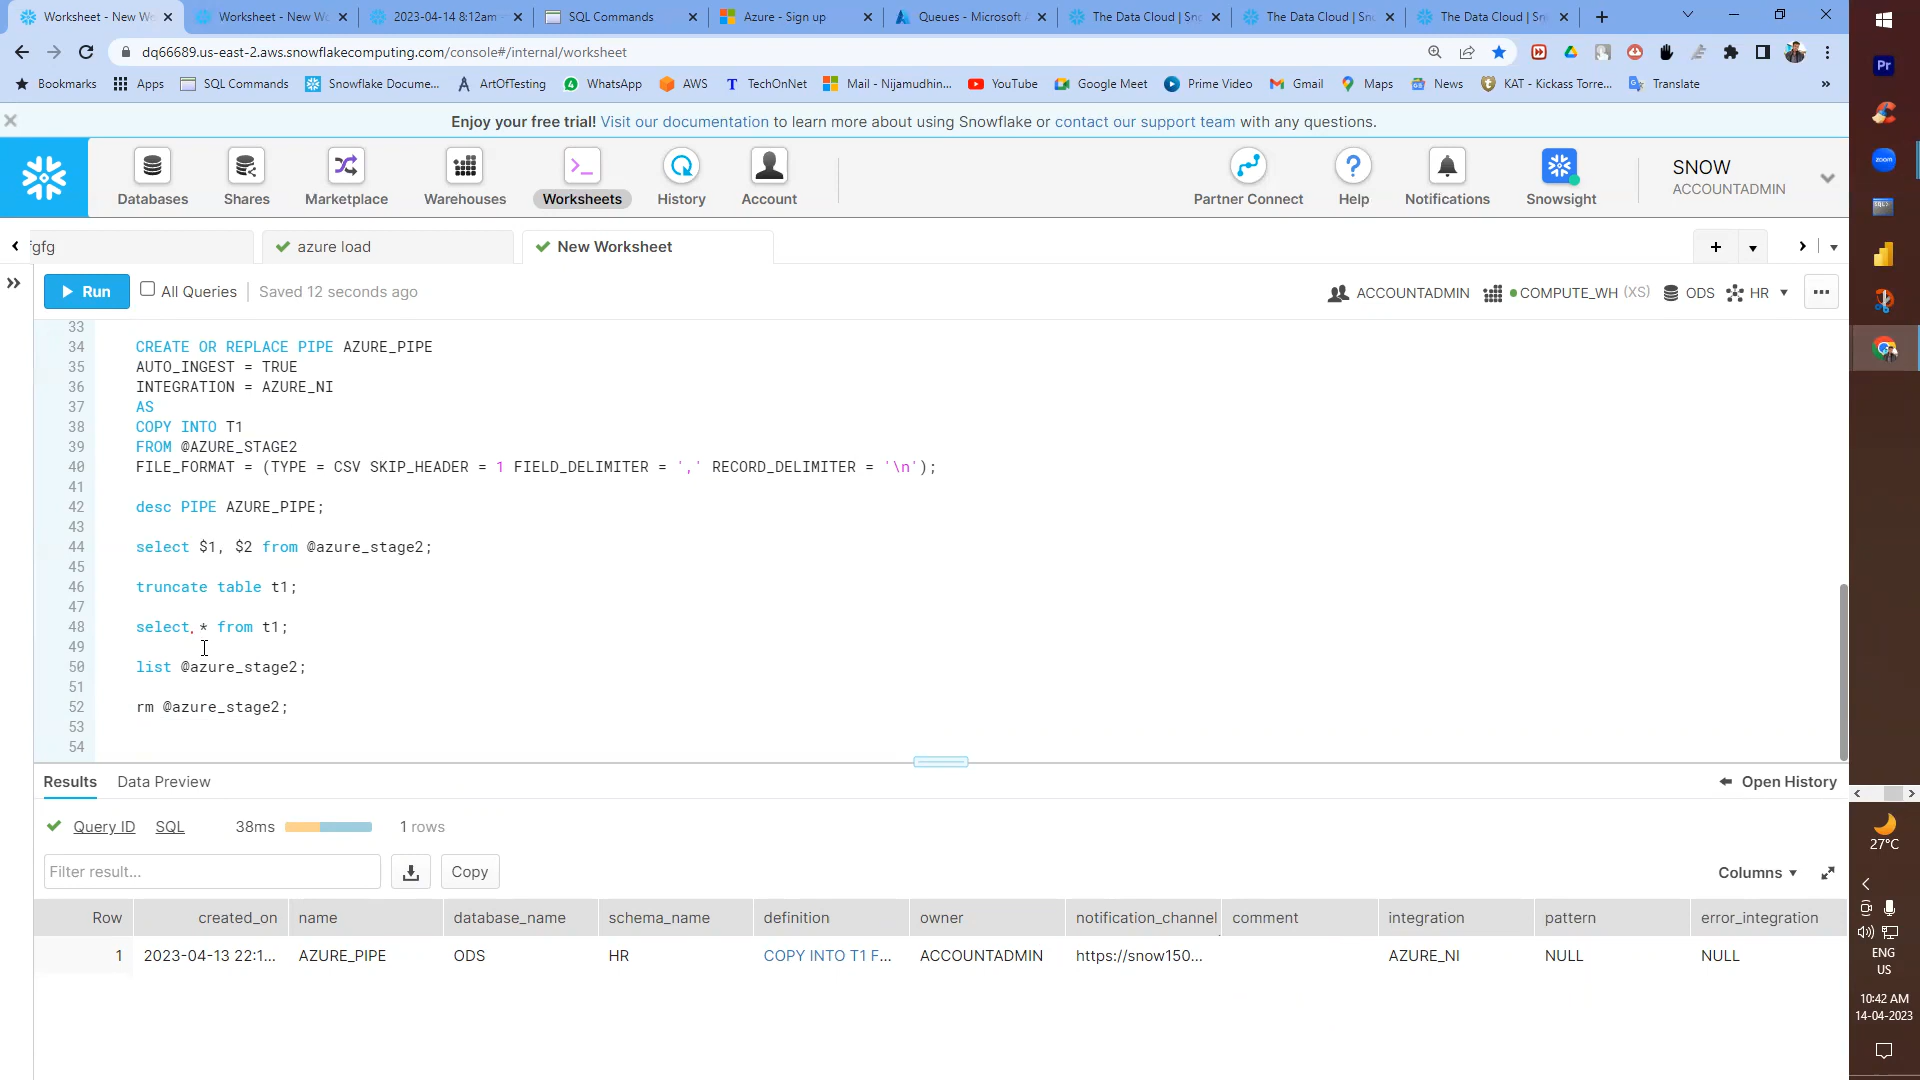 Worksheet - New Wo
Worksheet - New Wo
2023-04-14 8:12am
SQL Commands
Azure - Sign up
Queues - Microsoft A
The Data Cloud | Sno
The Data Cloud | Sno
The Data Cloud | Sno
dq66689.us-east-2.aws.snowflakecomputing.com/console#/internal/worksheet
Bookmarks
Apps
SQL Commands
Snowflake Docume...
ArtOfTesting
WhatsApp
AWS
TechOnNet
Mail - Nijamudhin...
YouTube
Google Meet
Prime Video
Gmail
Maps
News
KAT - Kickass Torre...
Translate
Enjoy your free trial! Visit our documentation to learn more about using Snowflake or contact our support team with any questions.
Databases
Shares
Marketplace
Warehouses
Worksheets
History
Account
Partner Connect
Help
Notifications
Snowsight
SNOW
ACCOUNTADMIN
fgfg
azure load
New Worksheet
Run
All Queries
Saved 12 seconds ago
ACCOUNTADMIN
COMPUTE_WH (XS)
ODS
HR
33
34 CREATE OR REPLACE PIPE AZURE_PIPE
35 AUTO_INGEST = TRUE
36 INTEGRATION = AZURE_NI
37 AS
38 COPY INTO T1
39 FROM @AZURE_STAGE2
40 FILE_FORMAT = (TYPE = CSV SKIP_HEADER = 1 FIELD_DELIMITER = ',' RECORD_DELIMITER = '\n');
41
42 desc PIPE AZURE_PIPE;
43
44 select $1, $2 from @azure_stage2;
45
46 truncate table t1;
47
48 select * from t1;
49
50 list @azure_stage2;
51
52 rm @azure_stage2;
53
54
Results
Data Preview
Open History
Query ID
SQL
38ms
1 rows
Filter result...
Copy
Columns
Row created_on name database_name schema_name definition owner notification_channel comment integration pattern error_integration
1 2023-04-13 22:1... AZURE_PIPE ODS HR COPY INTO T1 F... ACCOUNTADMIN https://snow150... AZURE_NI NULL NULL
Pr
zoom
27°C
ENG
US
10:42 AM
14-04-2023